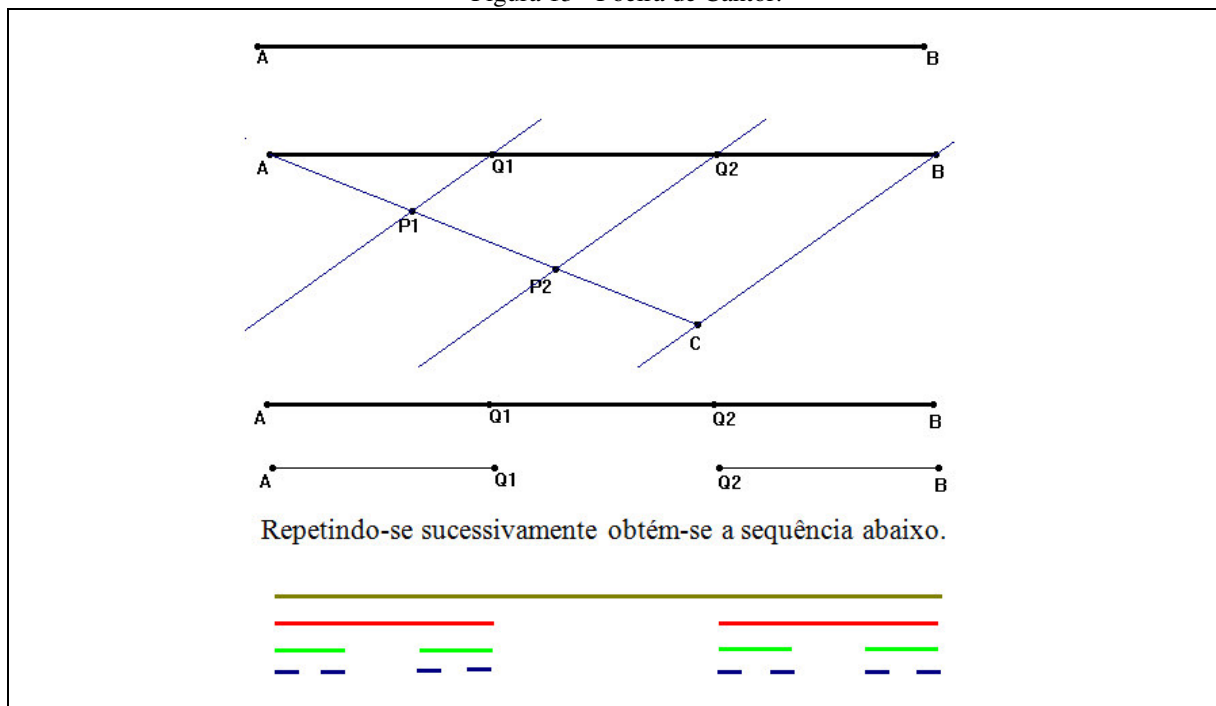 A B
A Q1 Q2 B
P1
P2
C
A Q1 Q2 B
A Q1 Q2 B
Repetindo-se sucessivamente obtém-se a sequência abaixo.